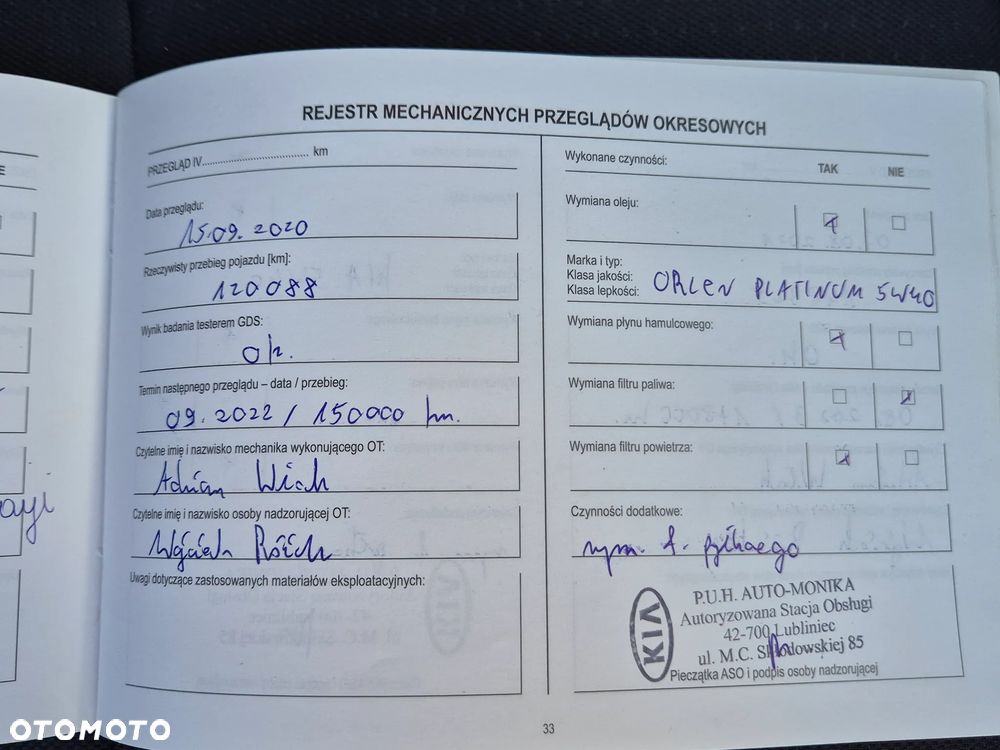 REJESTR MECHANICZNYCH PRZEGLĄDÓW OKRESOWYCH
PRZEGLĄD IV.................................... km
Data przeglądu:
15.09.2020
Rzeczywisty przebieg pojazdu [km]:
120088
Wynik badania testerem GDS:
ok.
Termin następnego przeglądu – data / przebieg:
09.2022 / 150000 km.
Czytelne imię i nazwisko mechanika wykonującego OT:
Adrian
Czytelne imię i nazwisko osoby nadzorującej OT:
Uwagi dotyczące zastosowanych materiałów eksploatacyjnych:
Wykonane czynności:
TAK NIE
Wymiana oleju:
Marka i typ:
Klasa jakości:
Klasa lepkości:
ORLEN PLATINUM 5W40
Wymiana płynu hamulcowego:
Wymiana filtru paliwa:
Wymiana filtru powietrza:
Czynności dodatkowe:
wym. f. pyłkowego
KIA
P.U.H. AUTO-MONIKA
Autoryzowana Stacja Obsługi
42-700 Lubliniec
ul. M.C. Skłodowskiej 85
Pieczątka ASO i podpis osoby nadzorującej
33
OTOMOTO